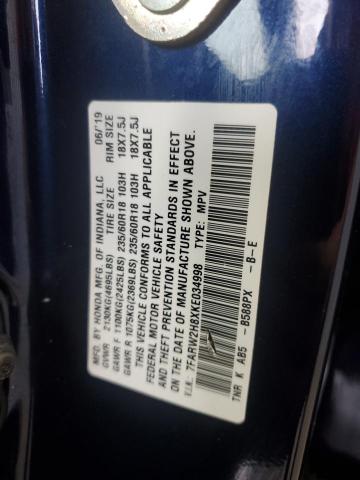 MFD. BY HONDA MFG. OF INDIANA, LLC 06/'19
GVWR 2130KG(4695LBS) TIRE SIZE RIM SIZE
GAWR F 1100KG(2425LBS) 235/60R18 103H 18X7.5J
GAWR R 1075KG(2369LBS) 235/60R18 103H 18X7.5J
THIS VEHICLE CONFORMS TO ALL APPLICABLE
FEDERAL MOTOR VEHICLE SAFETY
AND THEFT PREVENTION STANDARDS IN EFFECT
ON THE DATE OF MANUFACTURE SHOWN ABOVE.
V.I.N.: 7FARW2H8XKE034998 TYPE: MPV
TNR K AB5 -B588PX -B-E